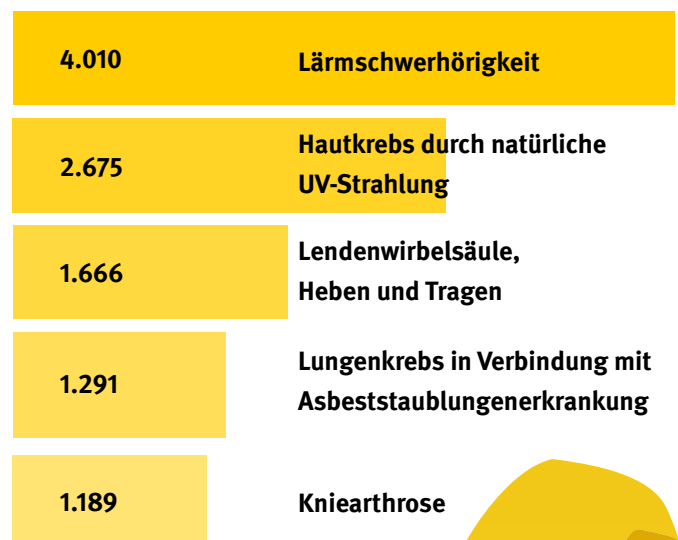 4.010 Lärmschwerhörigkeit
2.675 Hautkrebs durch natürliche
UV-Strahlung
1.666 Lendenwirbelsäule,
Heben und Tragen
1.291 Lungenkrebs in Verbindung mit
Asbeststaublungenerkrankung
1.189 Kniearthrose